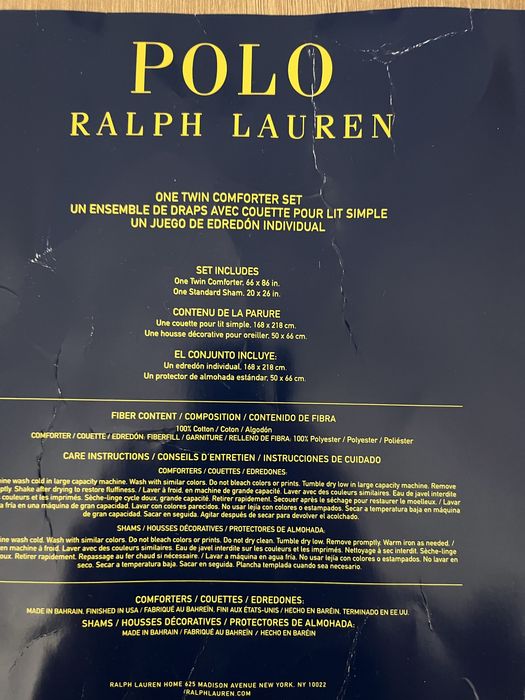 POLO
RALPH LAUREN
ONE TWIN COMFORTER SET
UN ENSEMBLE DE DRAPS AVEC COUETTE POUR LIT SIMPLE
UN JUEGO DE EDREDÓN INDIVIDUAL
SET INCLUDES
One Twin Comforter, 66 x 86 in.
One Standard Sham, 20 x 26 in.
CONTENU DE LA PARURE
Une couette pour lit simple, 168 x 218 cm.
Une housse décorative pour oreiller, 50 x 66 cm.
EL CONJUNTO INCLUYE:
Un edredón individual, 168 x 218 cm.
Un protector de almohada estándar, 50 x 66 cm.
FIBER CONTENT / COMPOSITION / CONTENIDO DE FIBRA
100% Cotton / Coton / Algodón
COMFORTER / COUETTE / EDREDÓN: FIBERFILL / GARNITURE / RELLENO DE FIBRA: 100% Polyester / Polyester / Poliéster
CARE INSTRUCTIONS / CONSEILS D'ENTRETIEN / INSTRUCCIONES DE CUIDADO
COMFORTERS / COUETTES / EDREDONES:
ine wash cold in large capacity machine. Wash with similar colors. Do not bleach colors or prints. Tumble dry low in large capacity machine. Remove
ptly. Shake after drying to restore fluffiness. / Laver à froid, en machine de grande capacité. Laver avec des couleurs similaires. Eau de javel interdite
couleurs et les imprimés. Sèche-linge cycle doux, grande capacité. Retirer rapidement. Secouer après le séchage pour restaurer le moelleux. / Lavar
a fría en una máquina de gran capacidad. Lavar con colores parecidos. No usar lejía con colores o estampados. Secar a temperatura baja en máquina
de gran capacidad. Sacar en seguida. Agitar después de secar para devolver el acolchado.
SHAMS / HOUSSES DÉCORATIVES / PROTECTORES DE ALMOHADA:
ine wash cold. Wash with similar colors. Do not bleach colors or prints. Do not dry clean. Tumble dry low. Remove promptly. Warm iron as needed. /
en machine à froid. Laver avec des couleurs similaires. Eau de javel interdite sur les couleurs et les imprimés. Nettoyage à sec interdit. Sèche-linge
oux. Retirer rapidement. Repassage au fer chaud si nécessaire. / Lavar a máquina en agua fría. No usar lejía con colores o estampados. No lavar en
seco. Secar a temperatura baja. Sacar en seguida. Plancha templada cuando sea necesario.
COMFORTERS / COUETTES / EDREDONES:
MADE IN BAHRAIN, FINISHED IN USA / FABRIQUÉ AU BAHREÏN, FINI AUX ÉTATS-UNIS / HECHO EN BARÉIN, TERMINADO EN EE UU.
SHAMS / HOUSSES DÉCORATIVES / PROTECTORES DE ALMOHADA:
MADE IN BAHRAIN / FABRIQUÉ AU BAHREÏN / HECHO EN BARÉIN
RALPH LAUREN HOME 625 MADISON AVENUE NEW YORK, NY 10022
/RALPHLAUREN.COM